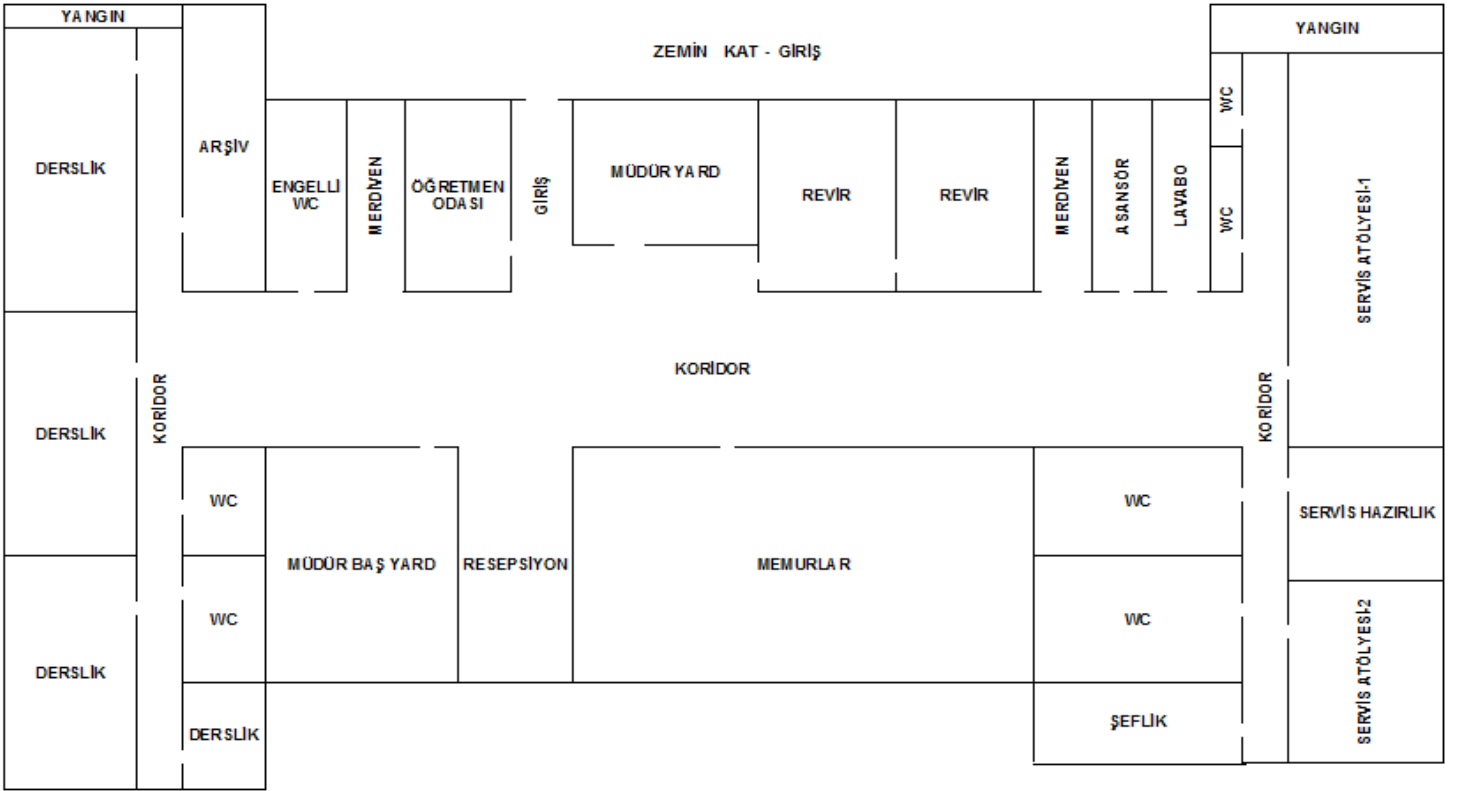 YANGIN
YANGIN
ZEMİN KAT - GİRİŞ
DERSLİK
ARŞİV
ENGELLİ
WC
MERDİVEN
ÖĞRETMEN
ODASI
GİRİŞ
MÜDÜR YARD
REVİR
REVİR
MERDİVEN
ASANSÖR
LAVABO
WC
WC
SERVİS ATÖLYESİ-1
KORİDOR
DERSLİK
KORİDOR
KORİDOR
WC
WC
MÜDÜR BAŞ YARD
RESEPSİYON
MEMURLAR
WC
WC
SERVİS HAZIRLIK
DERSLİK
DERSLİK
ŞEFLİK
SERVİS ATÖLYESİ-2